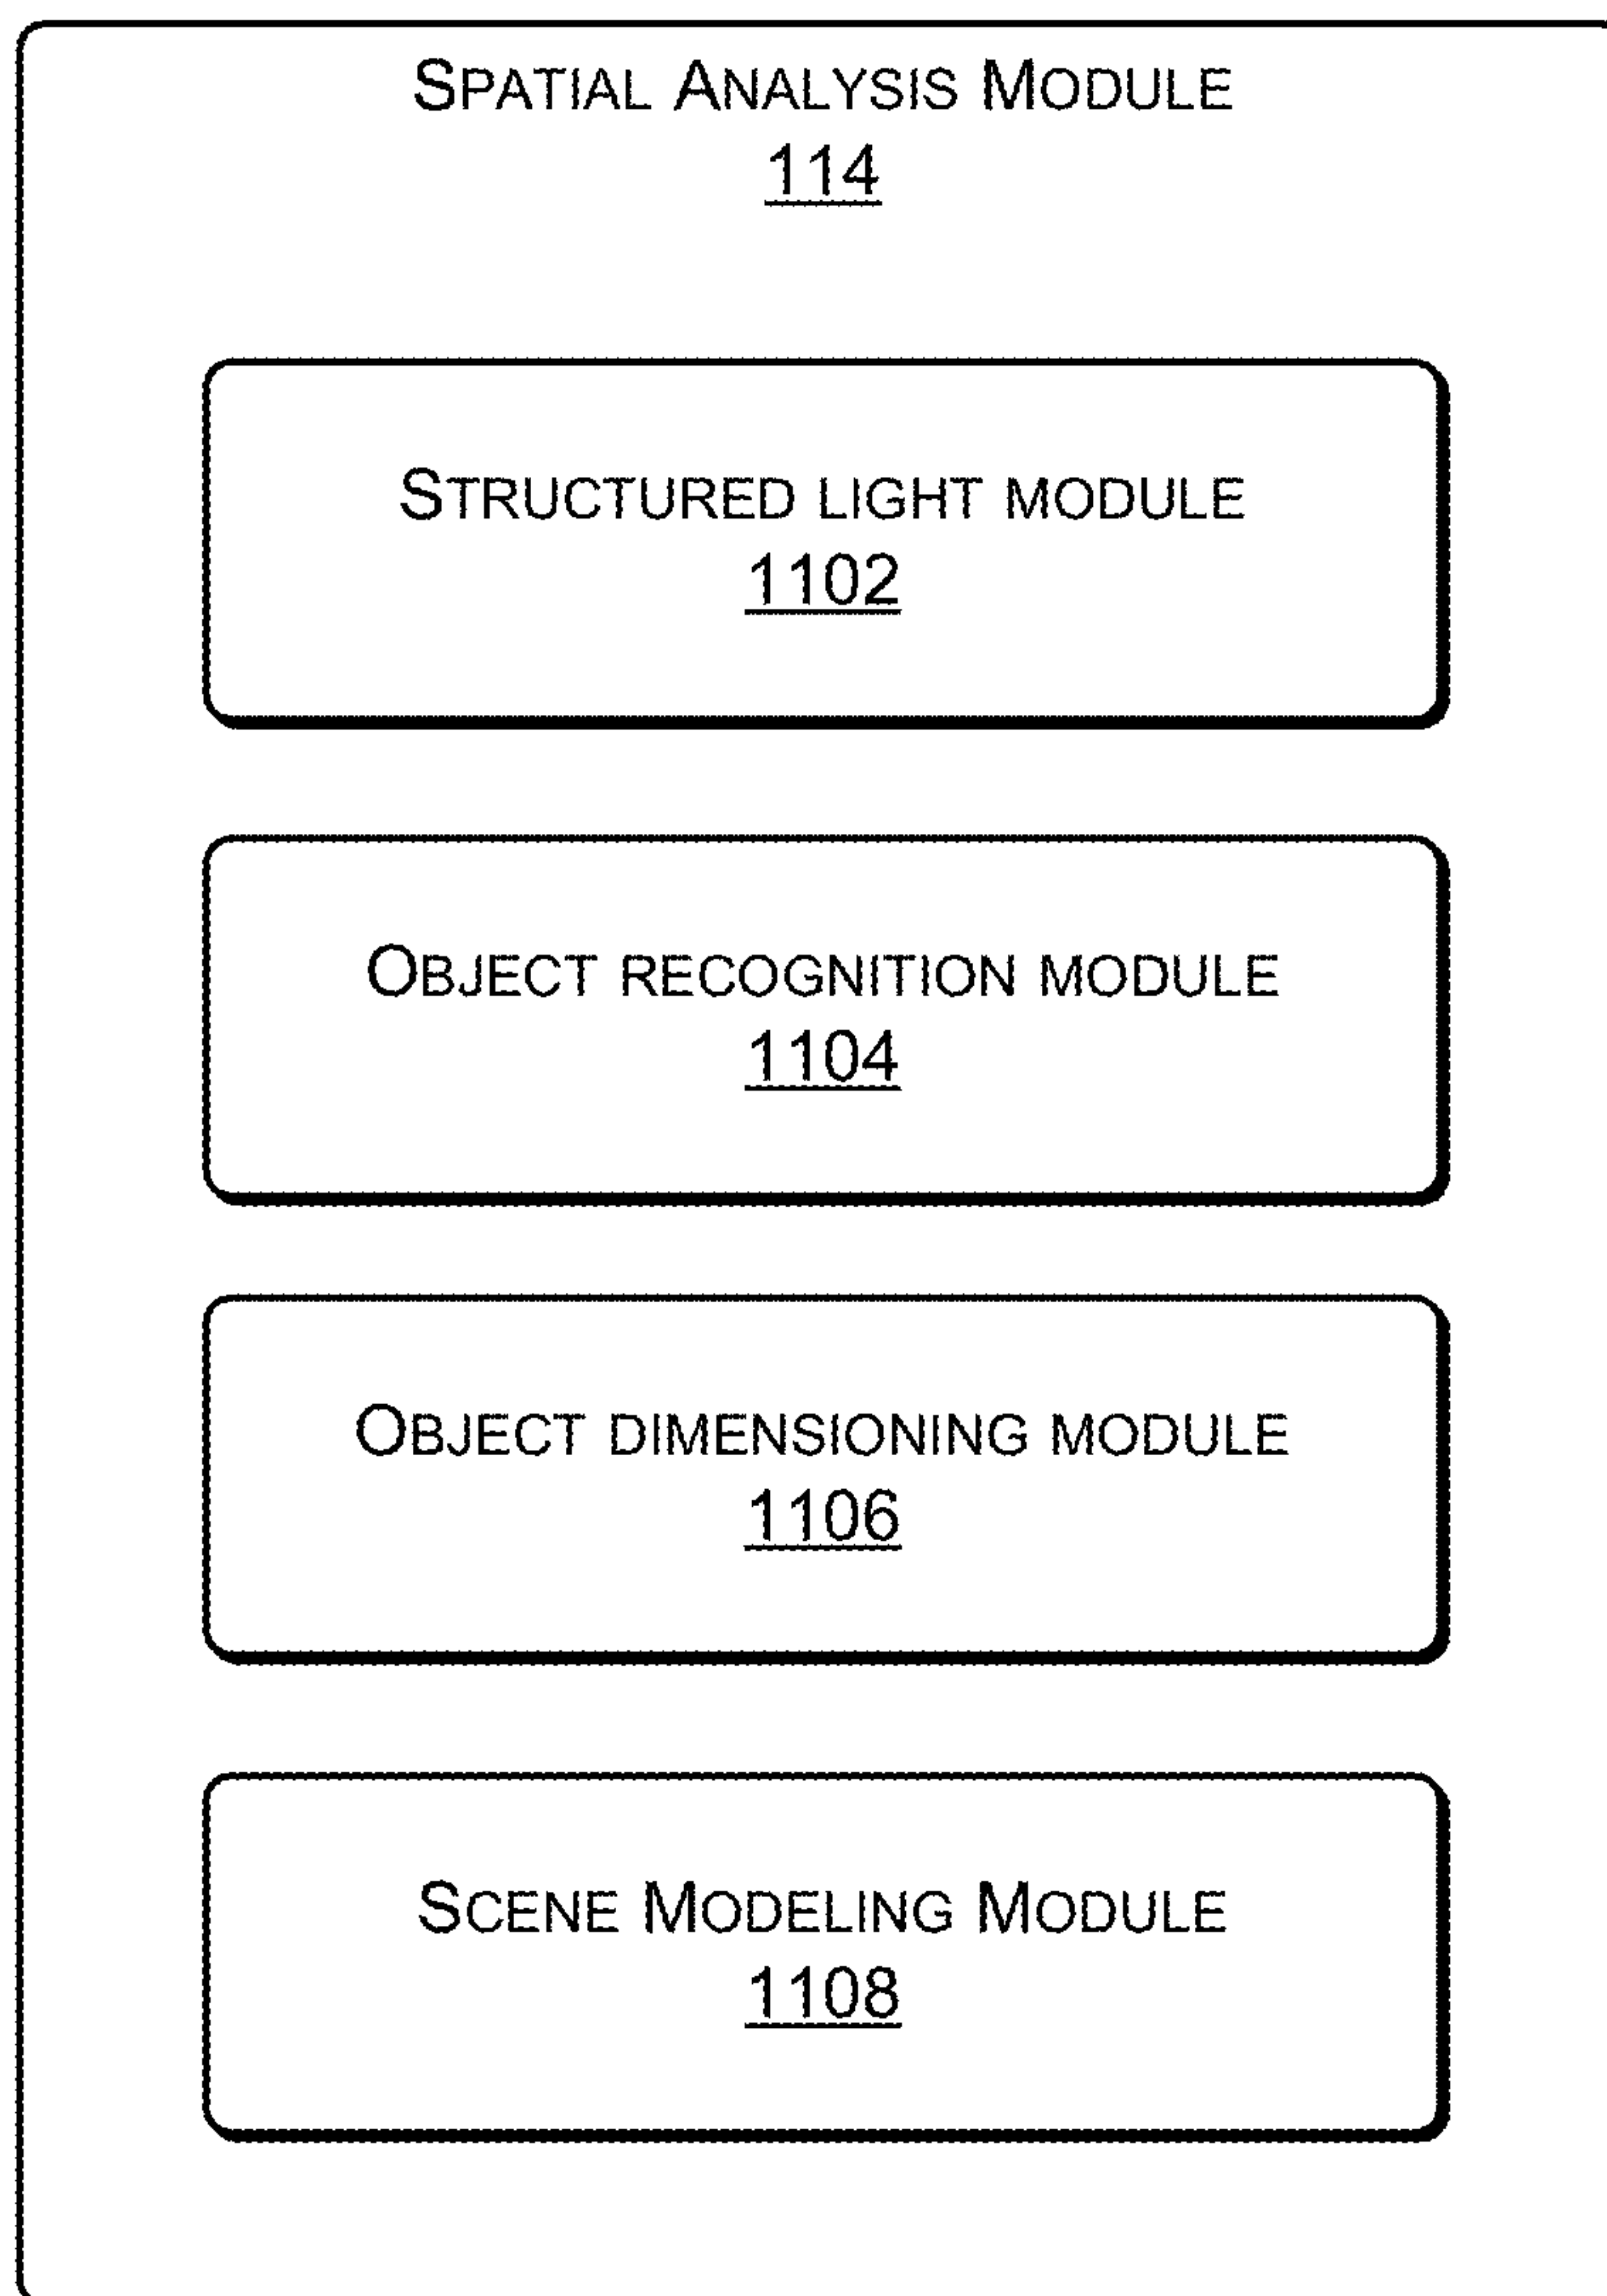 SPATIAL ANALYSIS MODULE
114
STRUCTURED LIGHT MODULE
1102
OBJECT RECOGNITION MODULE
1104
OBJECT DIMENSIONING MODULE
1106
SCENE MODELING MODULE
1108